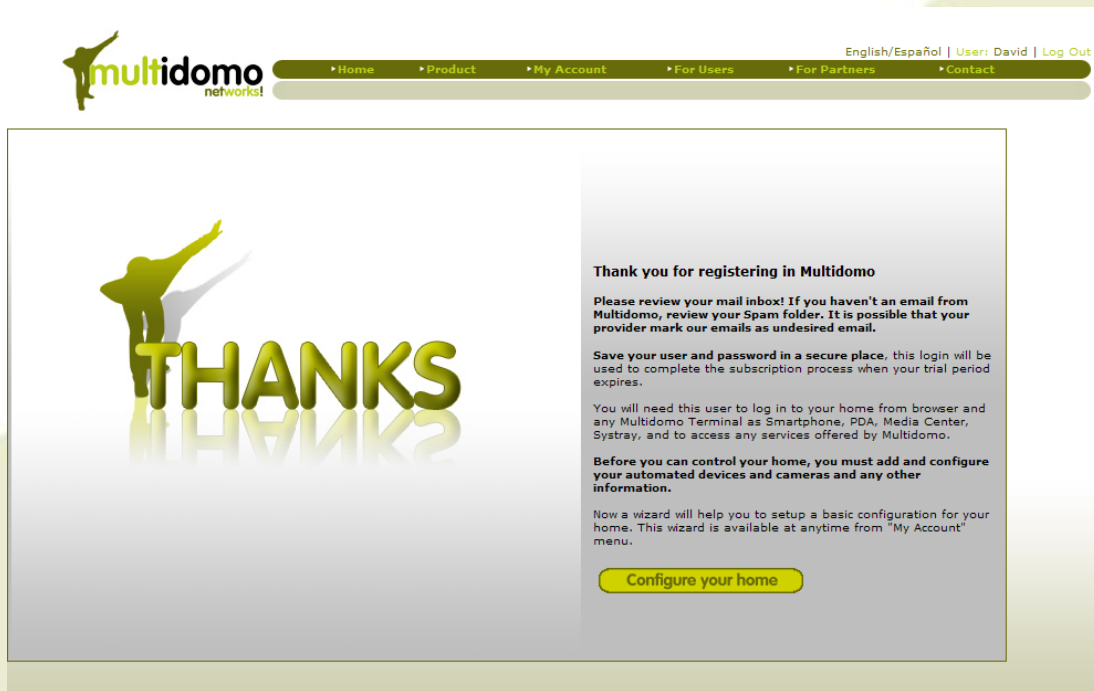 multidomo
networks!
English/Español | User: David | Log Out
Home Product My Account For Users For Partners Contact
THANKS
Thank you for registering in Multidomo
Please review your mail inbox! If you haven't an email from
Multidomo, review your Spam folder. It is possible that your
provider mark our emails as undesired email.
Save your user and password in a secure place, this login will be
used to complete the subscription process when your trial period
expires.
You will need this user to log in to your home from browser and
any Multidomo Terminal as Smartphone, PDA, Media Center,
Systray, and to access any services offered by Multidomo.
Before you can control your home, you must add and configure
your automated devices and cameras and any other
information.
Now a wizard will help you to setup a basic configuration for your
home. This wizard is available at anytime from "My Account"
menu.
Configure your home